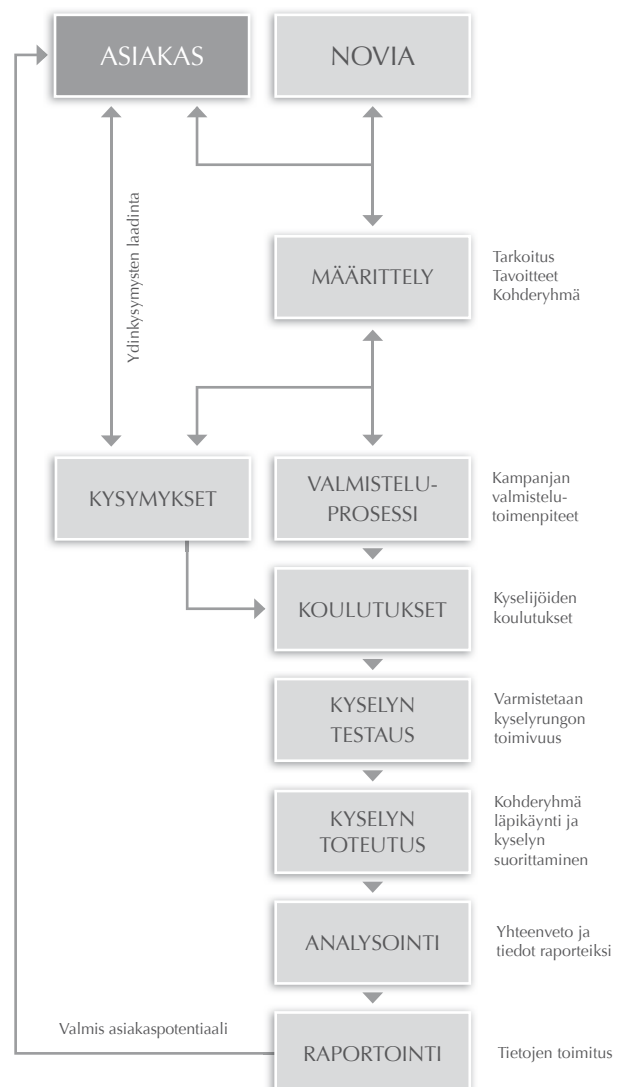 ASIAKAS
NOVIA
Ydinkysymysten laadinta
MÄÄRITTELY
Tarkoitus
Tavoitteet
Kohderyhmä
KYSYMYKSET
VALMISTELU-
PROSESSI
Kampanjan
valmistelu-
toimenpiteet
KOULUTUKSET
Kyselijöiden
koulutukset
KYSELYN
TESTAUS
Varmistetaan
kyselyrungon
toimivuus
KYSELYN
TOTEUTUS
Kohderyhmä
läpikäynti ja
kyselyn
suorittaminen
ANALYSOINTI
Yhteenveto ja
tiedot raporteiksi
Valmis asiakaspotentiaali
RAPORTOINTI
Tietojen toimitus